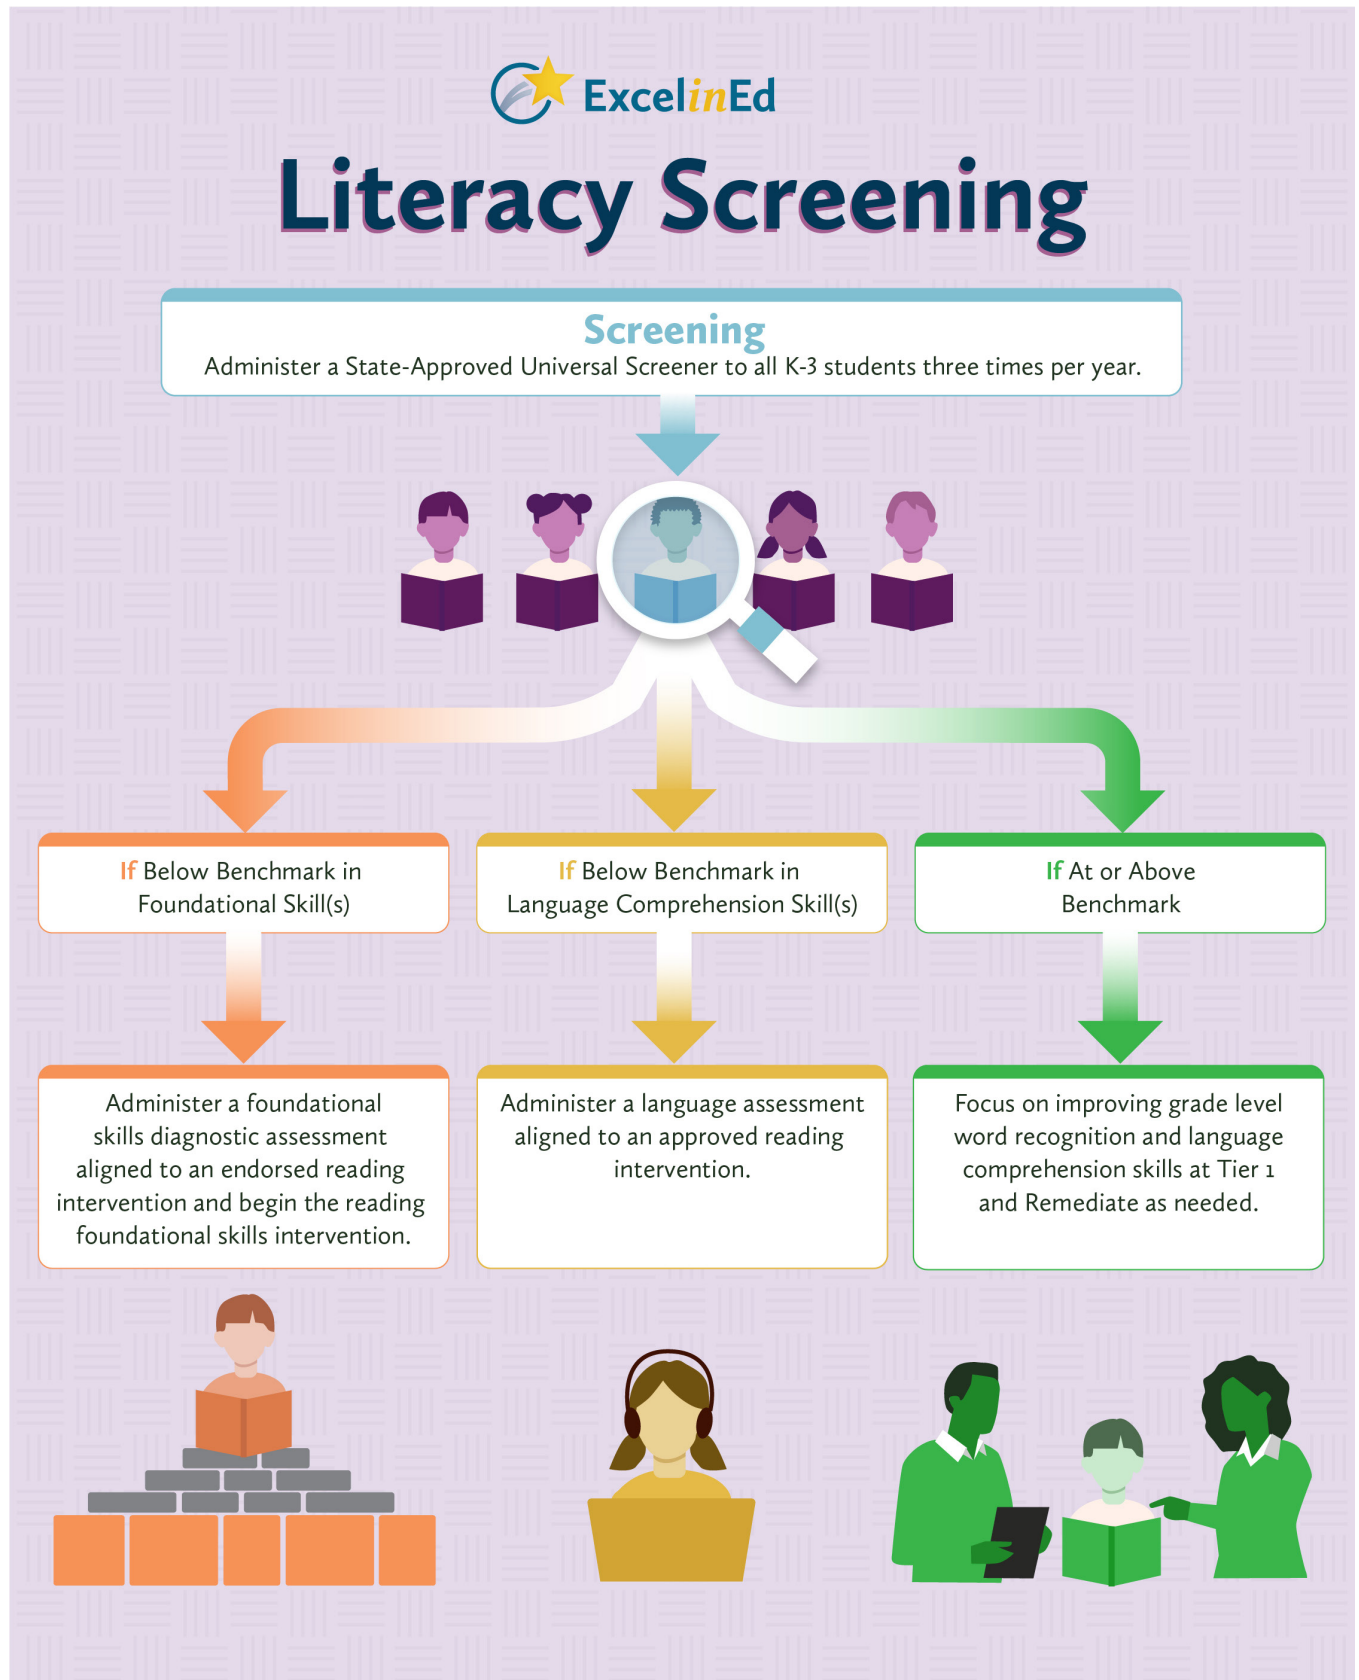 ExcelinEd
Literacy Screening
Screening
Administer a State-Approved Universal Screener to all K-3 students three times per year.
If Below Benchmark in
Foundational Skill(s)
If Below Benchmark in
Language Comprehension Skill(s)
If At or Above
Benchmark
Administer a foundational
skills diagnostic assessment
aligned to an endorsed reading
intervention and begin the reading
foundational skills intervention.
Administer a language assessment
aligned to an approved reading
intervention.
Focus on improving grade level
word recognition and language
comprehension skills at Tier 1
and Remediate as needed.